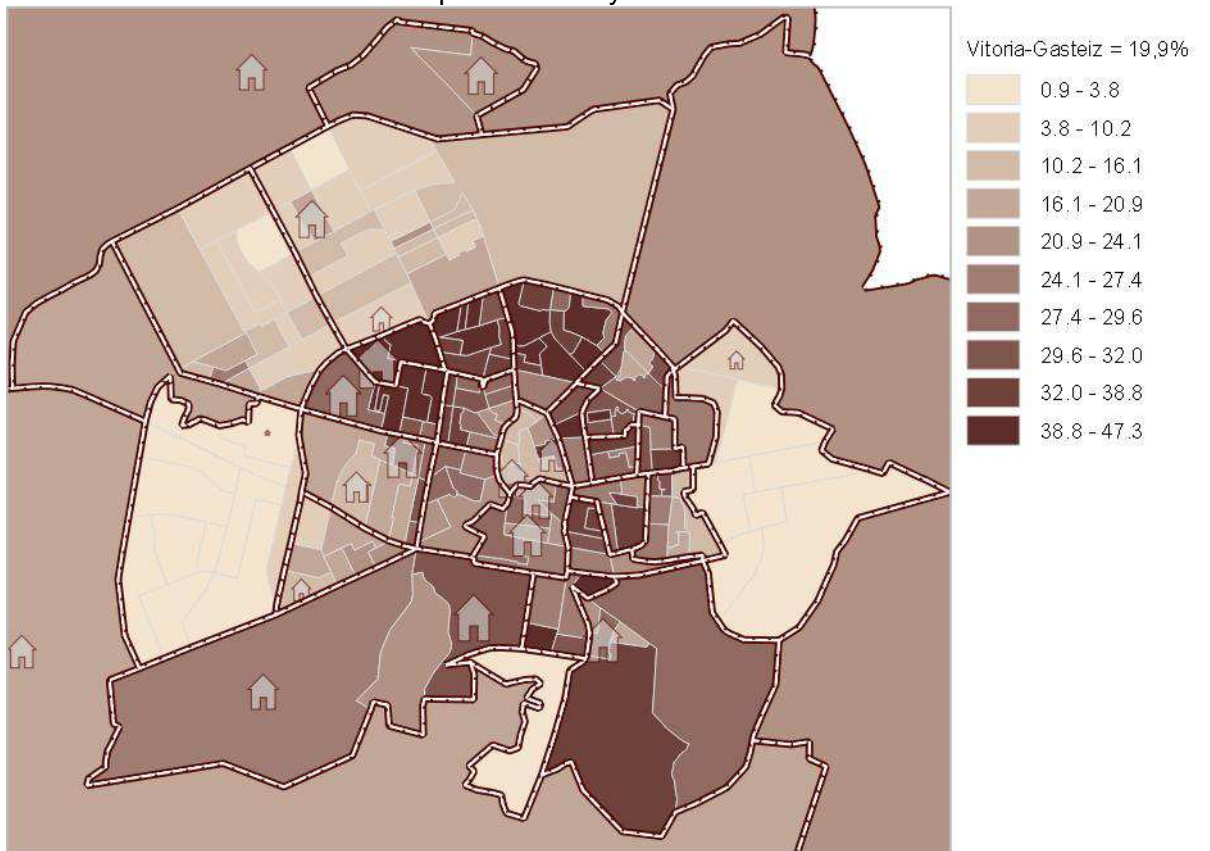 Vitoria-Gasteiz = 19,9%
0.9 - 3.8
3.8 - 10.2
10.2 - 16.1
16.1 - 20.9
20.9 - 24.1
24.1 - 27.4
27.4 - 29.6
29.6 - 32.0
32.0 - 38.8
38.8 - 47.3